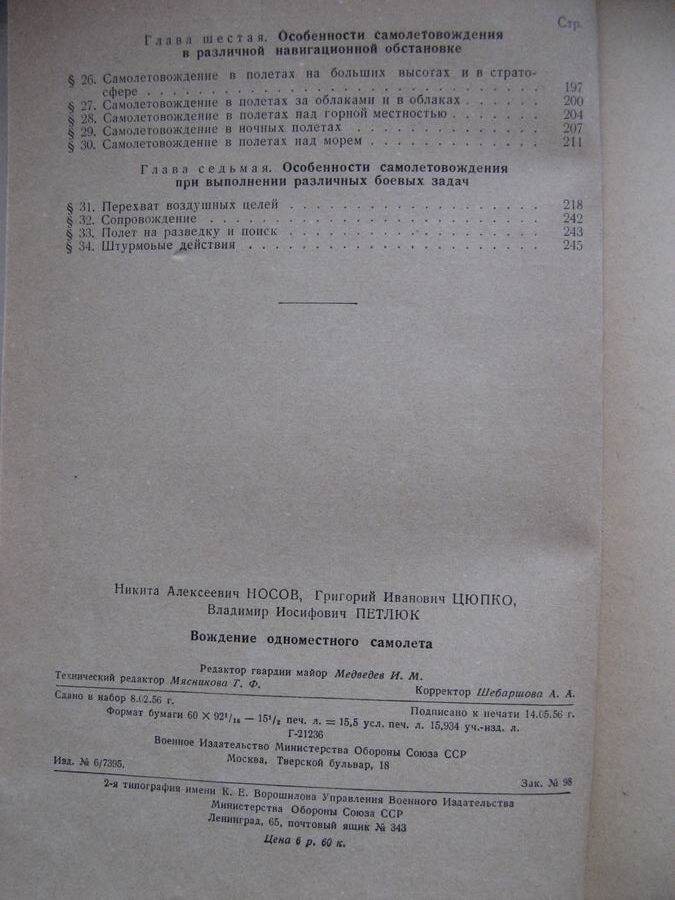 Стр.
Глава шестая. Особенности самолетовождения
в различной навигационной обстановке
§ 26. Самолетовождение в полетах на больших высотах и в страто-
сфере . . . . . . . . . . . . . . . . . . . . . . 197
§ 27. Самолетовождение в полетах за облаками и в облаках . . . . . . 200
§ 28. Самолетовождение в полетах над горной местностью . . . . . . . 204
§ 29. Самолетовождение в ночных полетах . . . . . . . . . . . . 207
§ 30. Самолетовождение в полетах над морем . . . . . . . . . . . 211
Глава седьмая. Особенности самолетовождения
при выполнении различных боевых задач
§ 31. Перехват воздушных целей . . . . . . . . . . . . . . . 218
§ 32. Сопровождение . . . . . . . . . . . . . . . . . . . 242
§ 33. Полет на разведку и поиск . . . . . . . . . . . . . . . 243
§ 34. Штурмовые действия . . . . . . . . . . . . . . . . . 245
Никита Алексеевич НОСОВ, Григорий Иванович ЦЮПКО,
Владимир Иосифович ПЕТЛЮК
Вождение одноместного самолета
Редактор гвардии майор Медведев И. М.
Технический редактор Мясникова Т. Ф.
Корректор Шебаршова А. А.
Сдано в набор 8.02.56 г.
Подписано к печати 14.05.56 г.
Формат бумаги 60 × 92¹/₁₆ — 15¹/₂ печ. л. = 15,5 усл. печ. л. 15,934 уч.-изд. л.
Г-21236
Военное Издательство Министерства Обороны Союза ССР
Москва, Тверской бульвар, 18
Изд. № 6/7395.
Зак. № 98
2-я типография имени К. Е. Ворошилова Управления Военного Издательства
Министерства Обороны Союза ССР
Ленинград, 65, почтовый ящик № 343
Цена 6 р. 60 к.